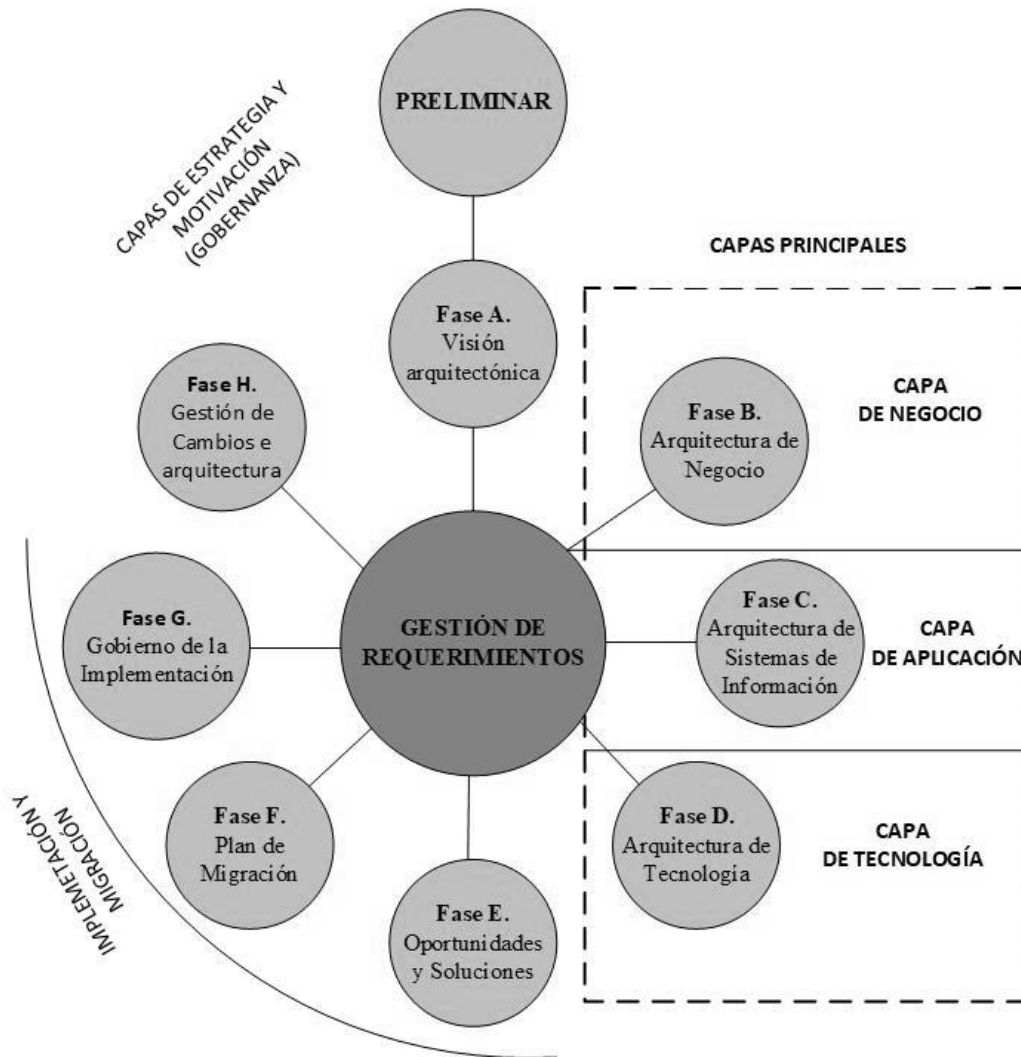 PRELIMINAR
CAPAS DE ESTRATEGIA Y
MOTIVACIÓN
(GOBERNANZA)
CAPAS PRINCIPALES
Fase A.
Visión
arquitectónica
Fase H.
Gestión de
Cambios e
arquitectura
Fase B.
Arquitectura de
Negocio
CAPA
DE NEGOCIO
Fase G.
Gobierno de la
Implementación
GESTIÓN DE
REQUERIMIENTOS
Fase C.
Arquitectura de
Sistemas de
Información
CAPA
DE APLICACIÓN
Fase F.
Plan de
Migración
Fase D.
Arquitectura de
Tecnología
CAPA
DE TECNOLOGÍA
IMPLEMETACIÓN Y
MIGRACIÓN
Fase E.
Oportunidades
y Soluciones